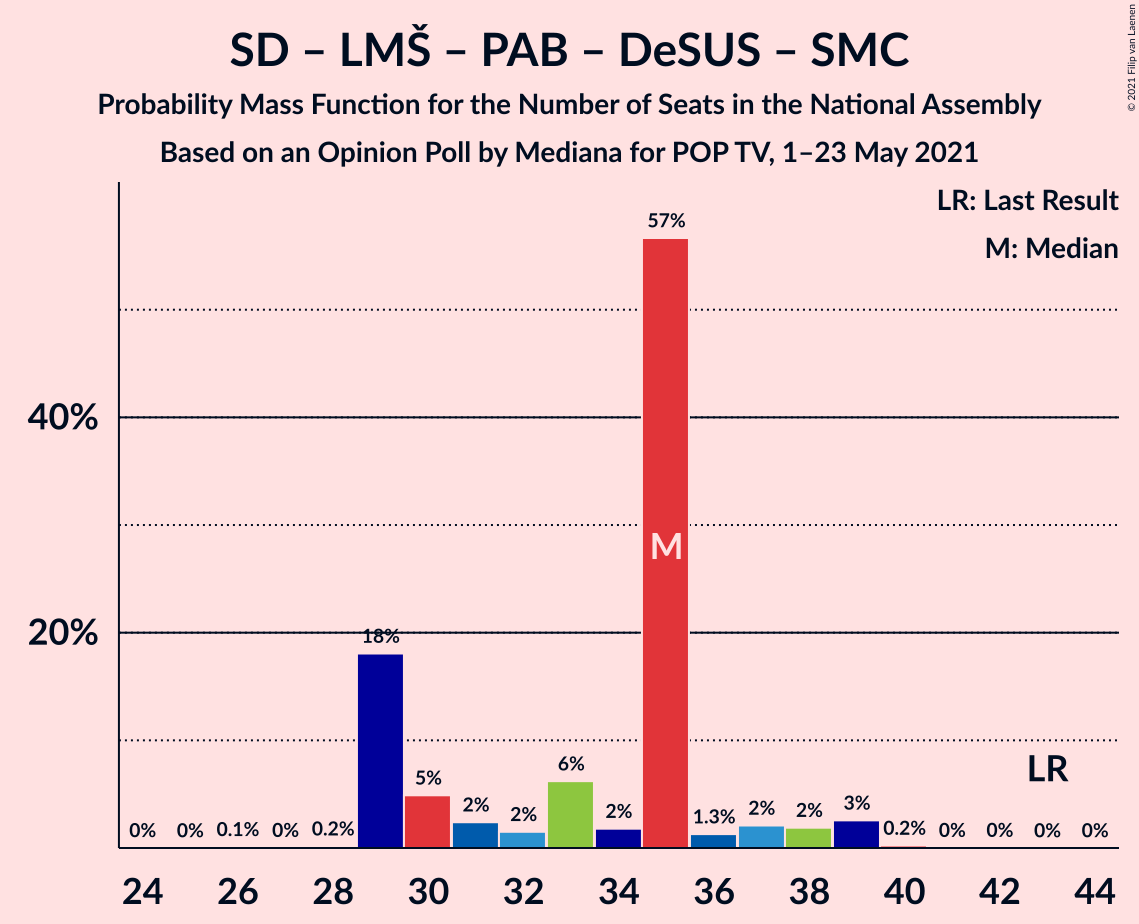 SD – LMŠ – PAB – DeSUS – SMC
Probability Mass Function for the Number of Seats in the National Assembly
Based on an Opinion Poll by Mediana for POP TV, 1–23 May 2021
© 2021 Filip van Laenen
LR: Last Result
M: Median
57%
40%
M
20%
18%
LR
0% 0% 0.1% 0% 0.2% 5% 2% 2% 6% 2% 1.3% 2% 2% 3% 0.2% 0% 0% 0% 0%
24 26 28 30 32 34 36 38 40 42 44